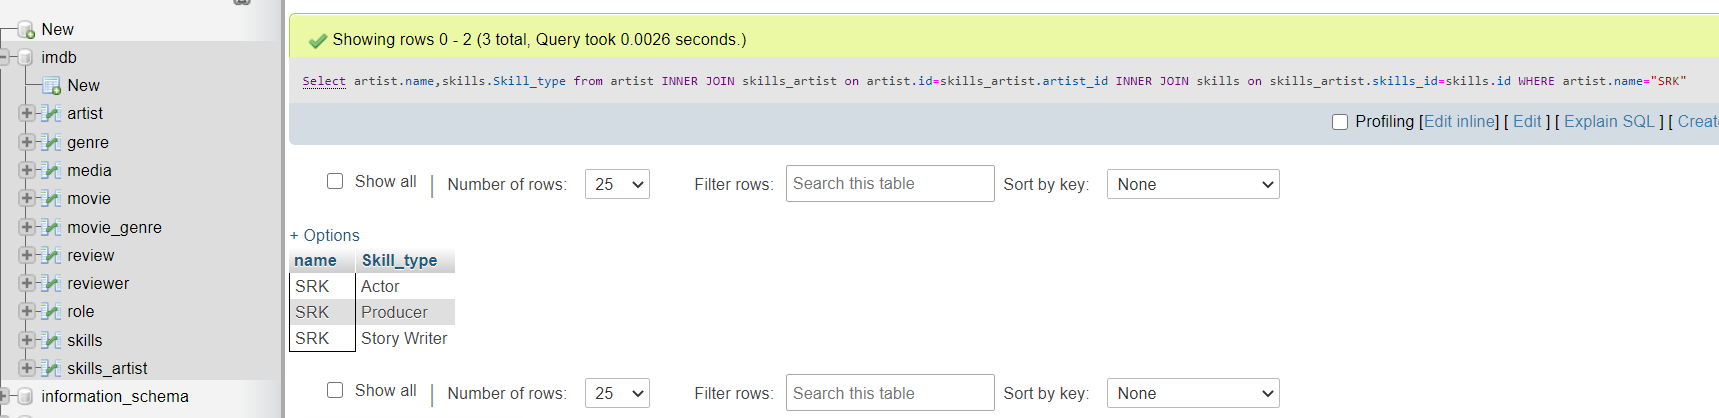 New
imdb
New
artist
genre
media
movie
movie_genre
review
reviewer
role
skills
skills_artist
information_schema
Showing rows 0 - 2 (3 total, Query took 0.0026 seconds.)
Select artist.name,skills.Skill_type from artist INNER JOIN skills_artist on artist.id=skills_artist.artist_id INNER JOIN skills on skills_artist.skills_id=skills.id WHERE artist.name="SRK"
Profiling [Edit inline] [ Edit ] [ Explain SQL ] [ Creat
Show all | Number of rows: 25 Filter rows: Search this table Sort by key: None
+ Options
name Skill_type
SRK Actor
SRK Producer
SRK Story Writer
Show all | Number of rows: 25 Filter rows: Search this table Sort by key: None